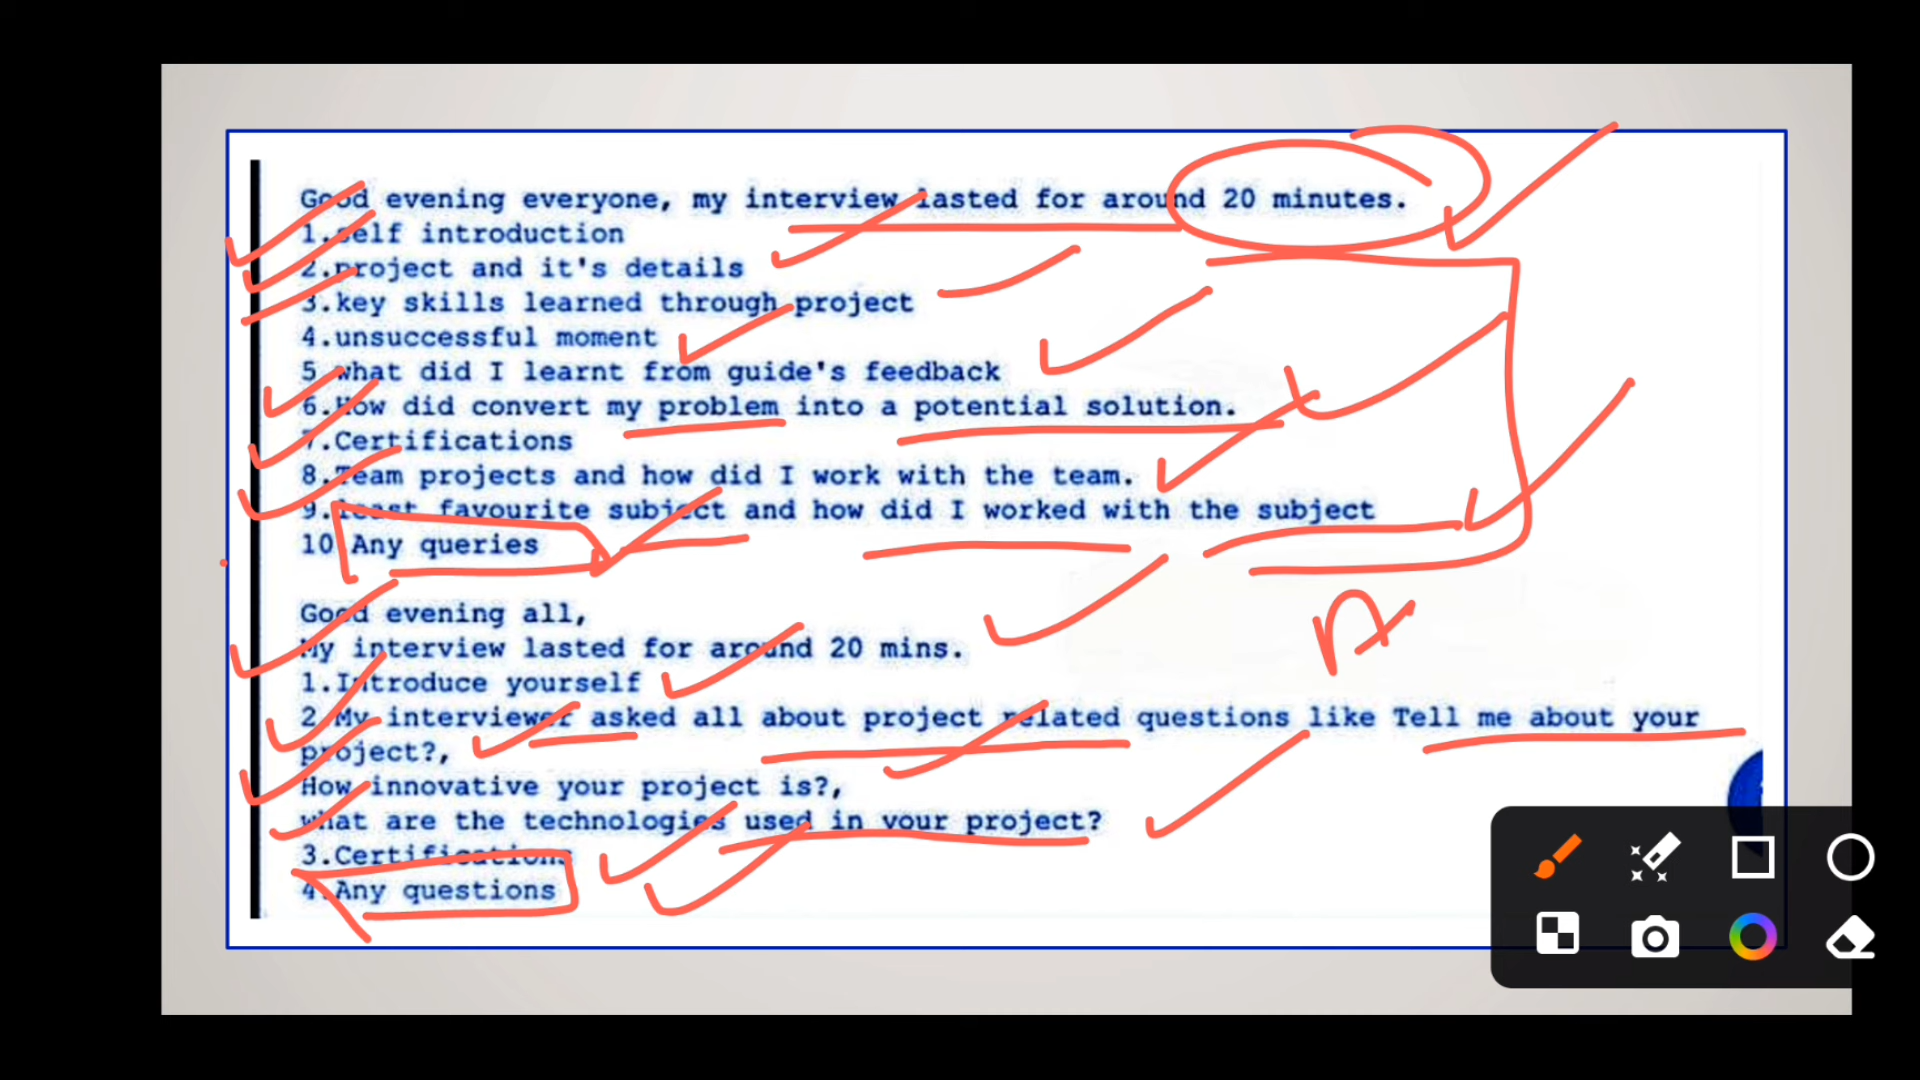 Good evening everyone, my interview lasted for around 20 minutes.
1.self introduction
2.project and it's details
3.key skills learned through project
4.unsuccessful moment
5.what did I learnt from guide's feedback
6.How did convert my problem into a potential solution.
7.Certifications
8.Team projects and how did I work with the team.
9.least favourite subject and how did I worked with the subject
10.Any queries
Good evening all,
My interview lasted for around 20 mins.
1.Introduce yourself
2.My interviewer asked all about project related questions like Tell me about your
project?,
How innovative your project is?,
what are the technologies used in your project?
3.Certifications
4.Any questions